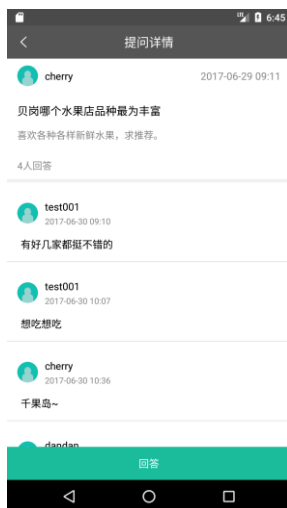 6:45
提问详情
cherry 2017-06-29 09:11
贝岗哪个水果店品种最为丰富
喜欢各种各样新鲜水果，求推荐。
4人回答
test001
2017-06-30 09:10
有好几家都挺不错的
test001
2017-06-30 10:07
想吃想吃
cherry
2017-06-30 10:36
千果岛~
dandan
回答